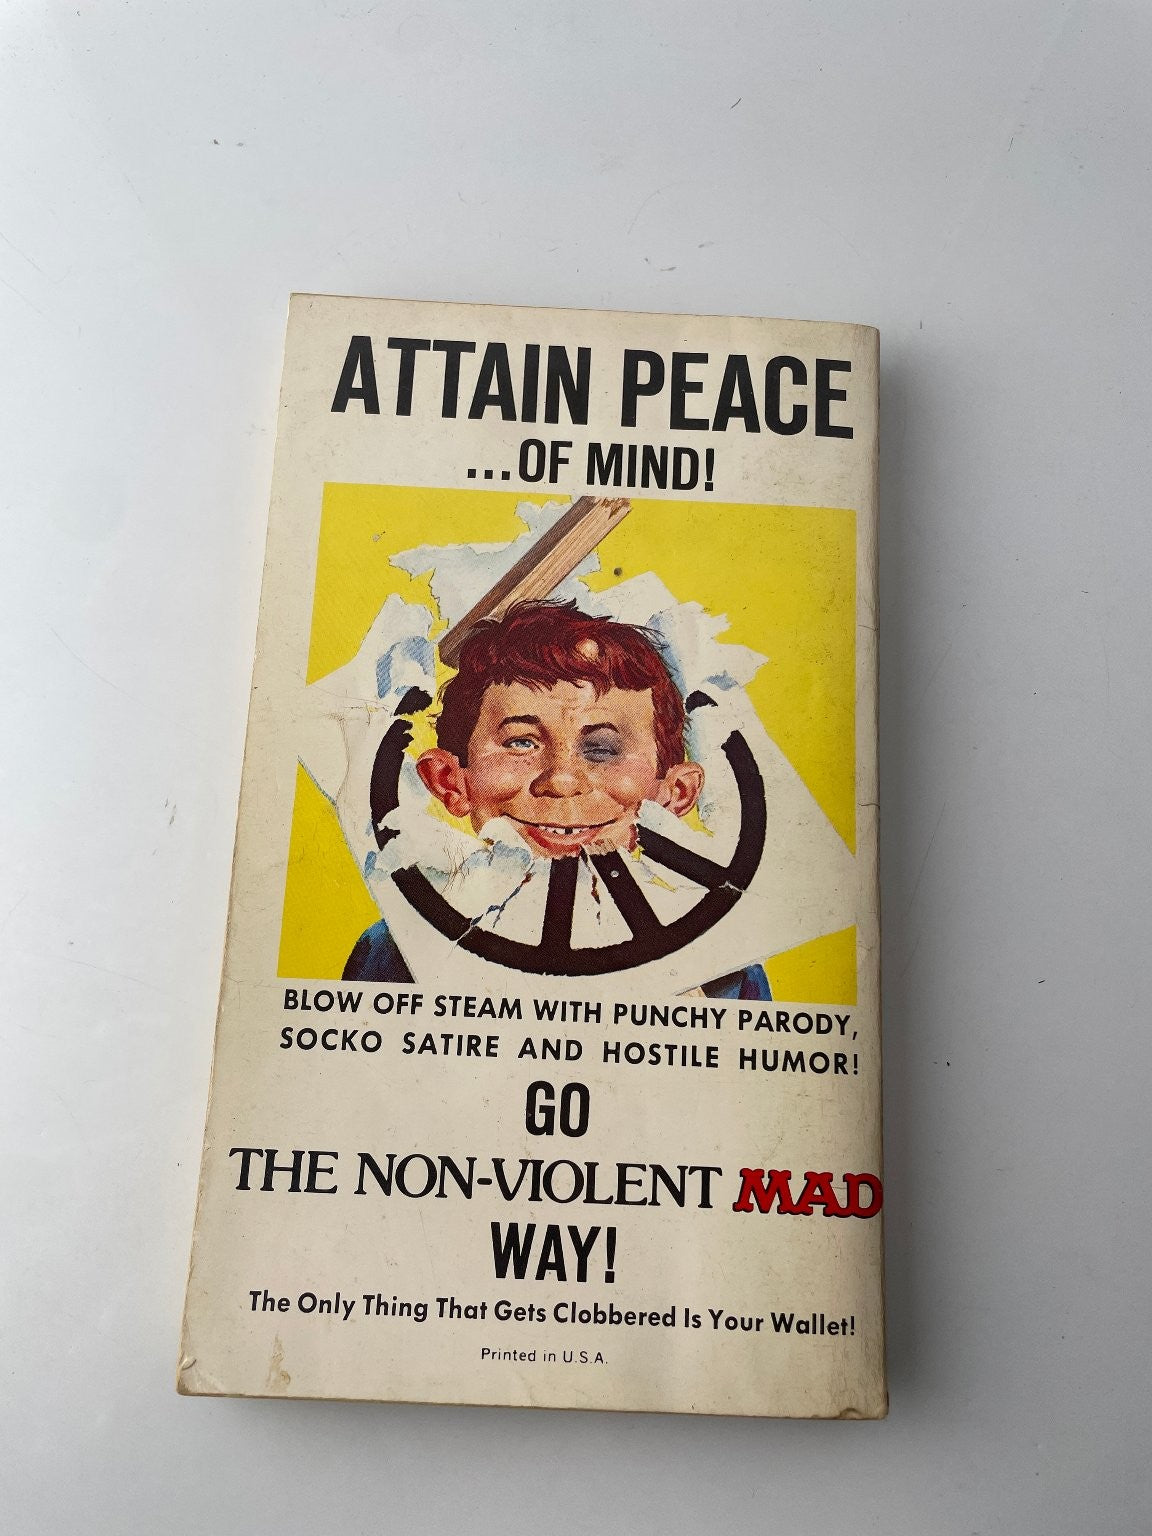 ATTAIN PEACE
...OF MIND!
BLOW OFF STEAM WITH PUNCHY PARODY,
SOCKO SATIRE AND HOSTILE HUMOR!
GO
THE NON-VIOLENT MAD
WAY!
The Only Thing That Gets Clobbered Is Your Wallet!
Printed in U.S.A.